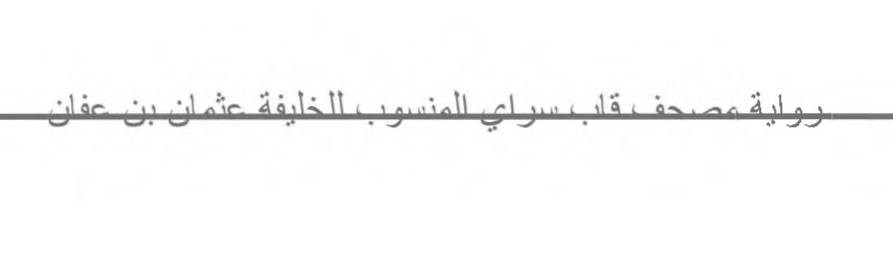 رواية مصحف قاب سراي المنسوب للخليفة عثمان بن عفان